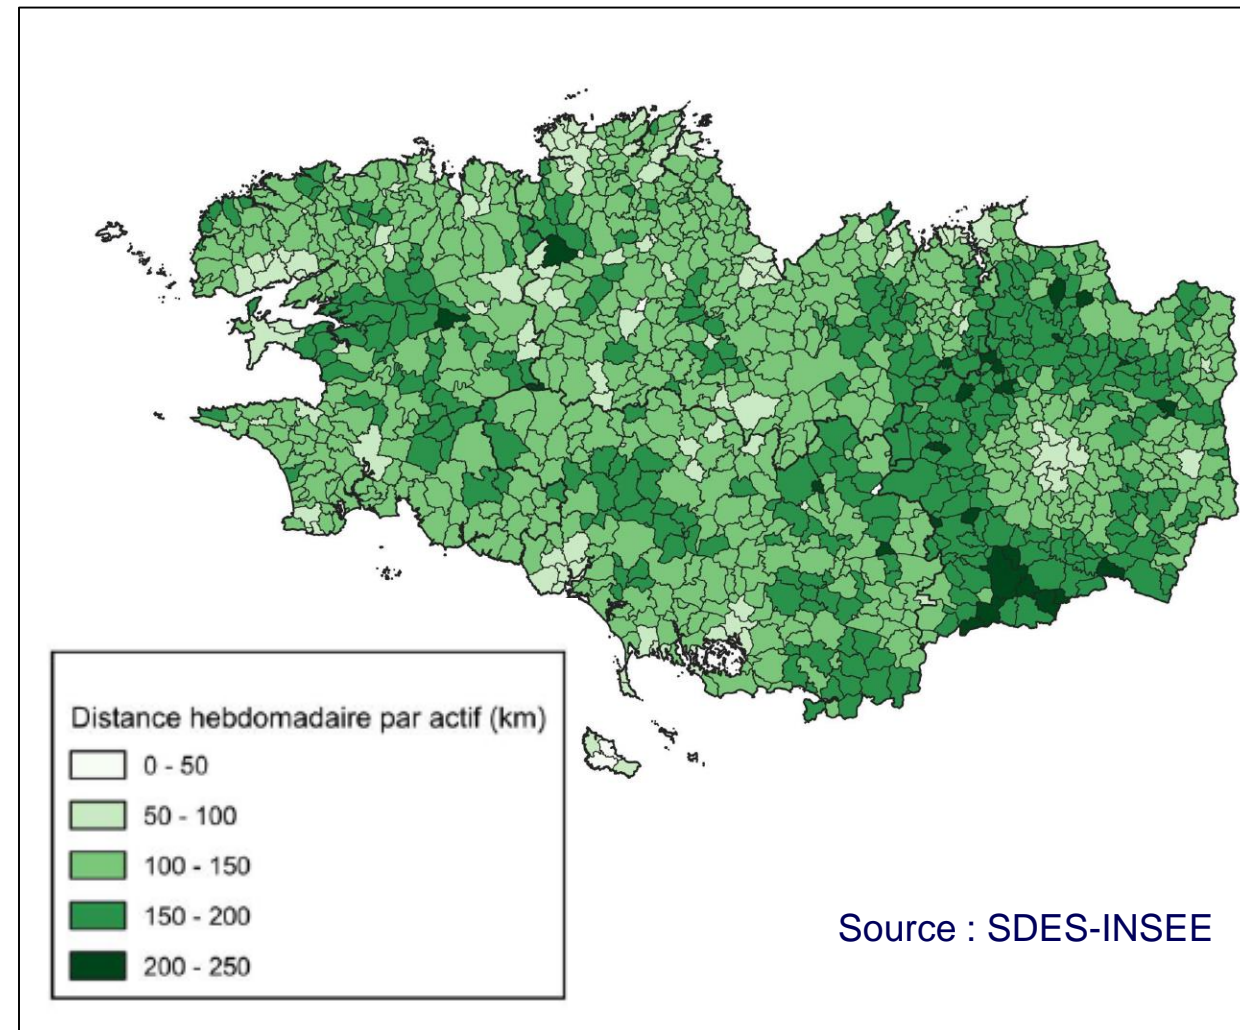 Distance hebdomadaire par actif (km)
0 - 50
50 - 100
100 - 150
150 - 200
200 - 250
Source : SDES-INSEE